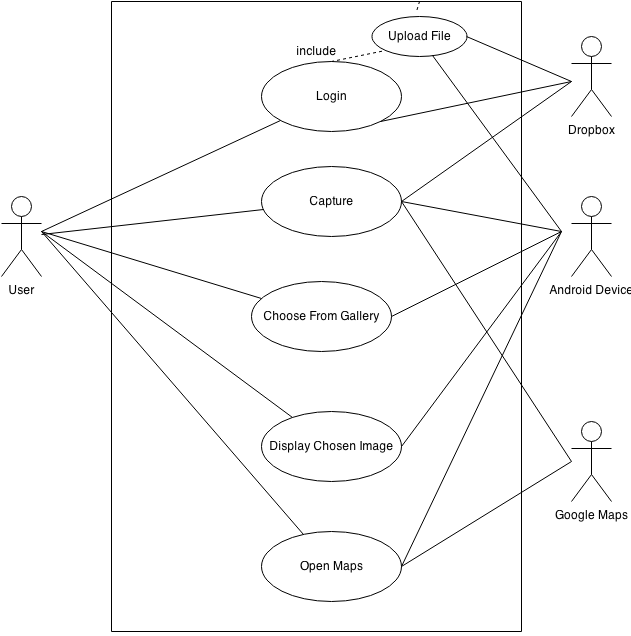 Upload File
include
Login
Dropbox
Capture
User
Android Device
Choose From Gallery
Display Chosen Image
Google Maps
Open Maps